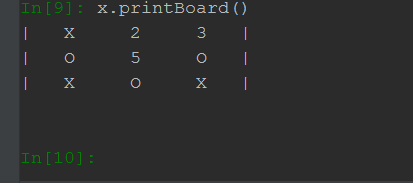 In[9]: x.printBoard()
| X 2 3 |
| O 5 O |
| X O X |
In[10]: